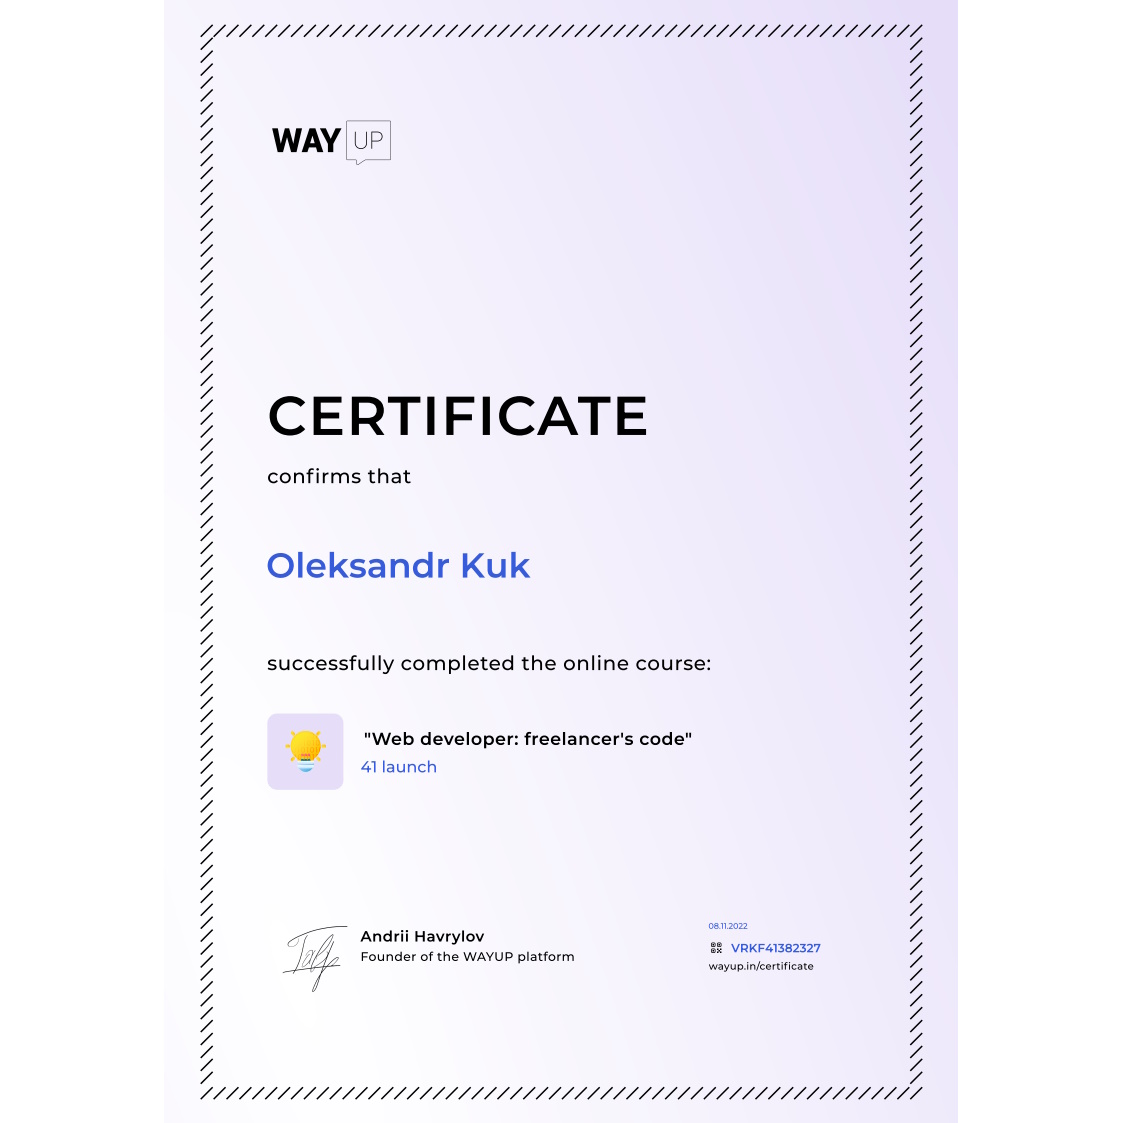 WAY UP
CERTIFICATE
confirms that
Oleksandr Kuk
successfully completed the online course:
"Web developer: freelancer's code"
41 launch
Andrii Havrylov
Founder of the WAYUP platform
08.11.2022
VRKF41382327
wayup.in/certificate